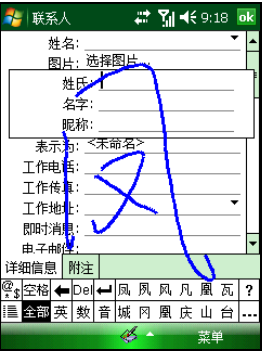 联系人 9:18 ok
姓名:
图片: 选择图片...
姓氏:
名字:
昵称:
表示为: <未命名>
工作电话:
工作传真:
工作地址:
即时消息:
电子邮件:
详细信息 附注
风
@*$ 空格 Del 凤 夙 风 凡 凰 瓦 ?
全部 英 数 音 城 冈 凰 庆 山 台 ...
菜单